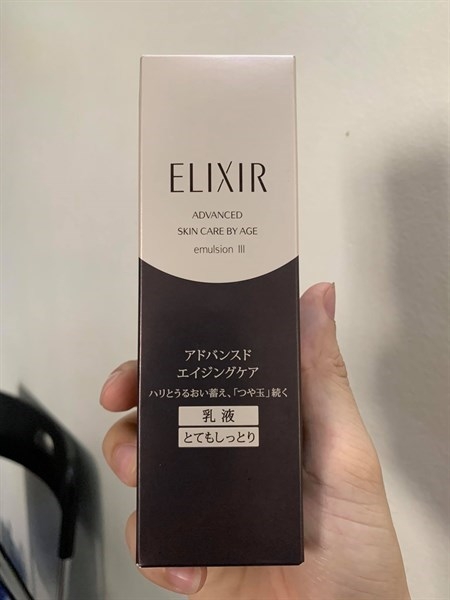 ELIXIR
ADVANCED
SKIN CARE BY AGE
emulsion III
アドバンスド
エイジングケア
ハリとうるおい蓄え、「つや玉」続く
乳液
とてもしっとり